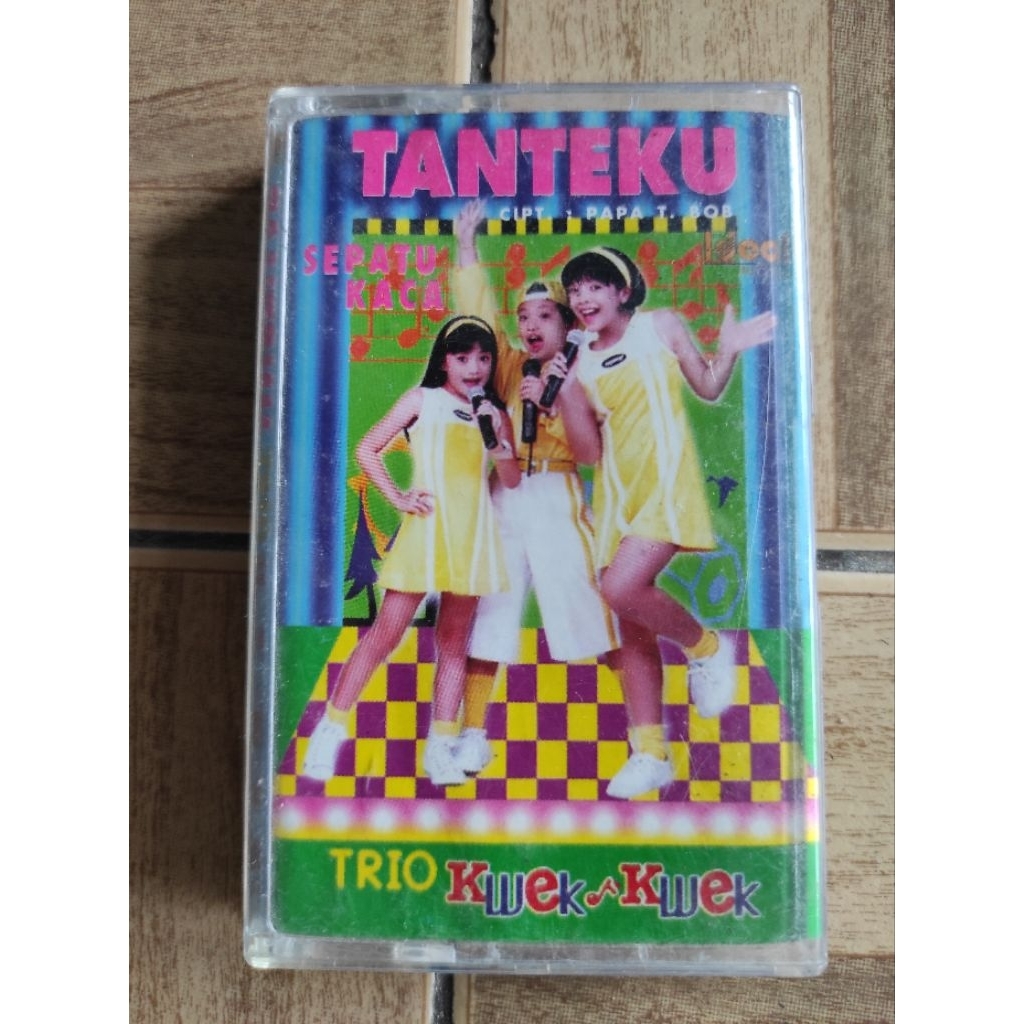 TANTEKU
CIPT : PAPA T. BOB
SEPATU
KACA
TRIO Kwek Kwek